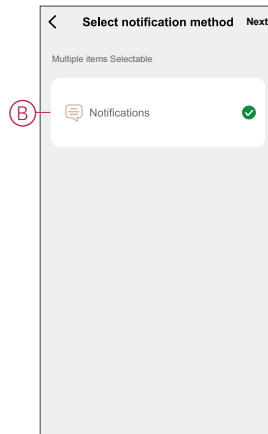 Select notification method Next
Multiple items Selectable
B Notifications